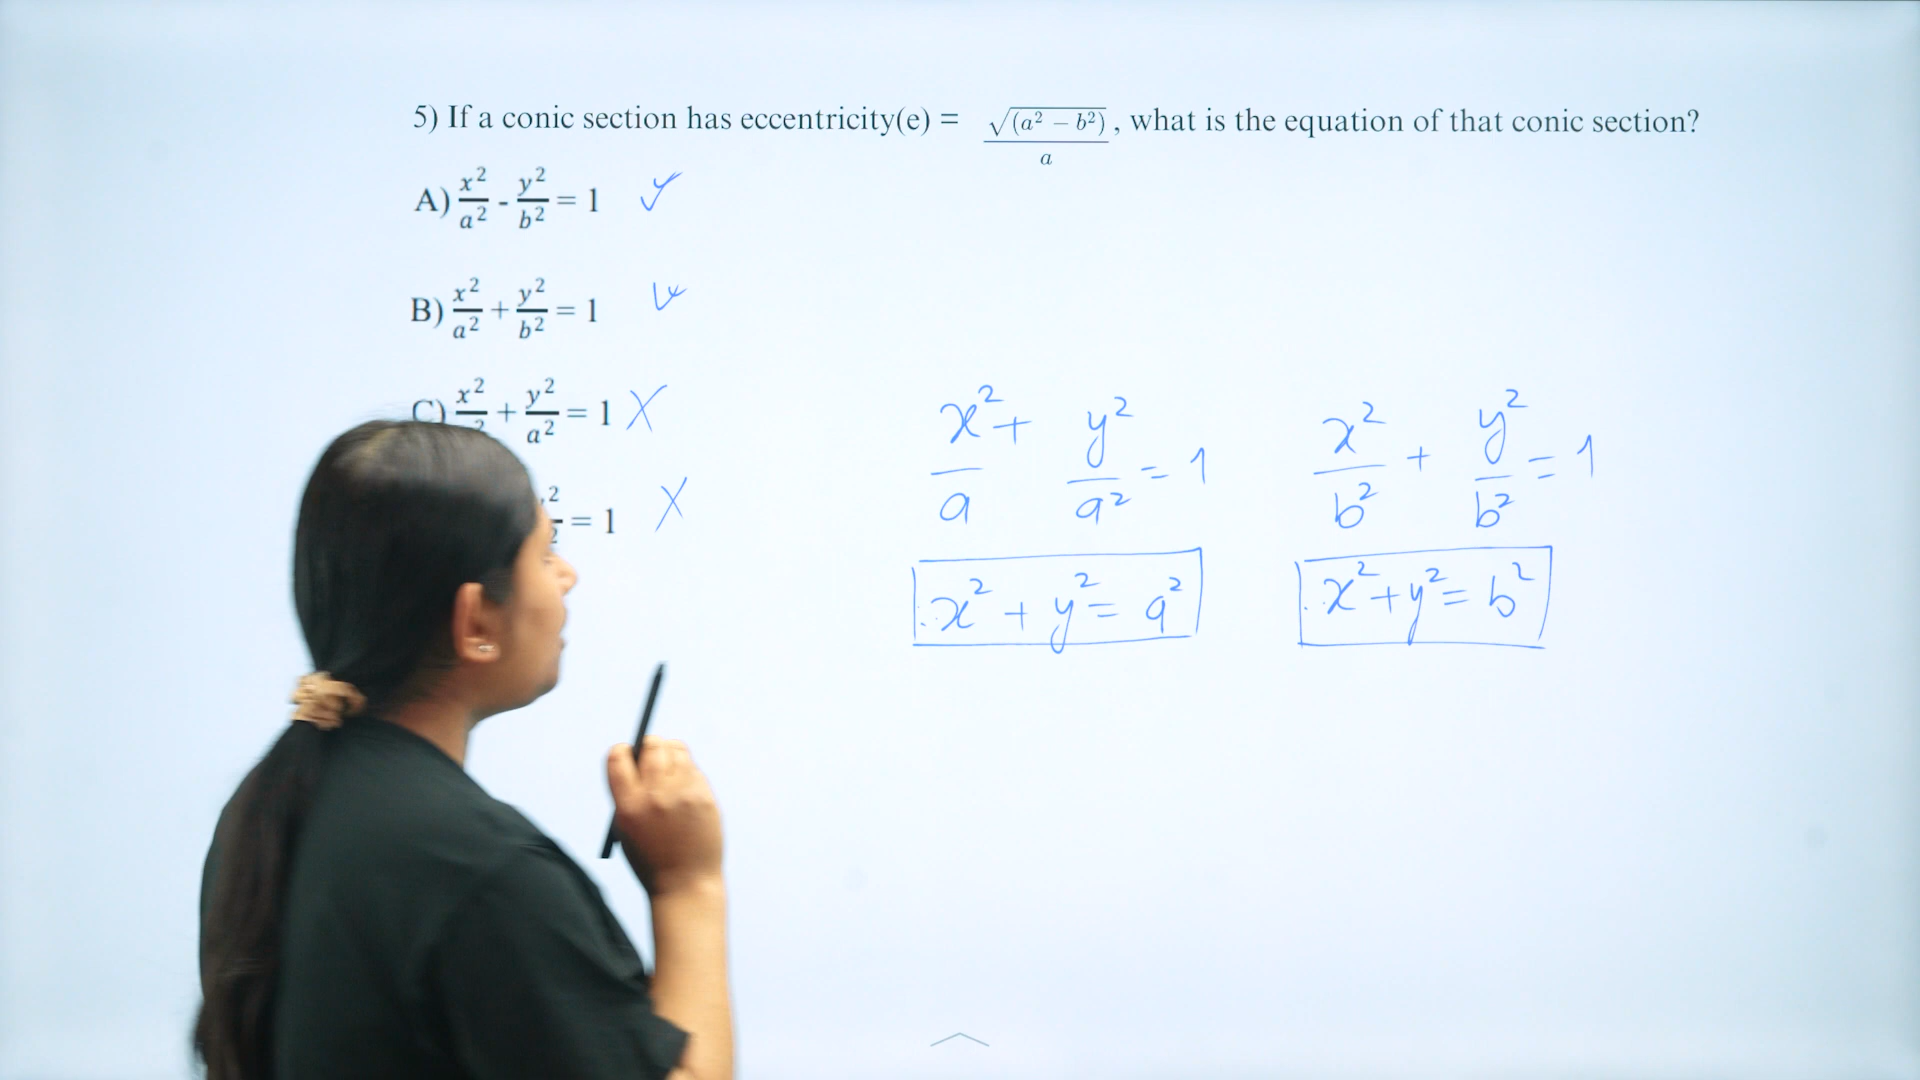 5) If a conic section has eccentricity(e) = √(a² − b²) / a , what is the equation of that conic section?
A) x²/a² - y²/b² = 1 ✓
B) x²/a² + y²/b² = 1 ✓
C) x²/ ² + y²/a² = 1 X
² = 1 X
x²/a + y²/a² = 1
x²/b² + y²/b² = 1
x² + y² = a²
x² + y² = b²